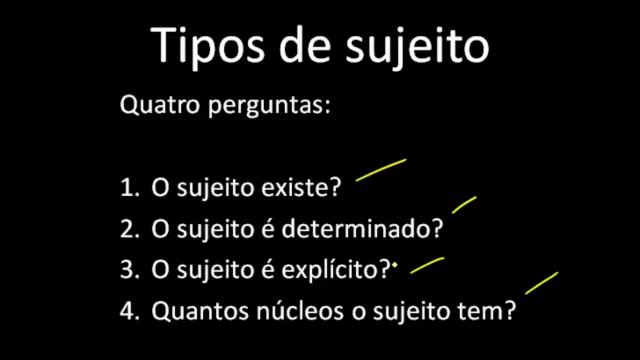 Tipos de sujeito
Quatro perguntas:
1. O sujeito existe?
2. O sujeito é determinado?
3. O sujeito é explícito?
4. Quantos núcleos o sujeito tem?